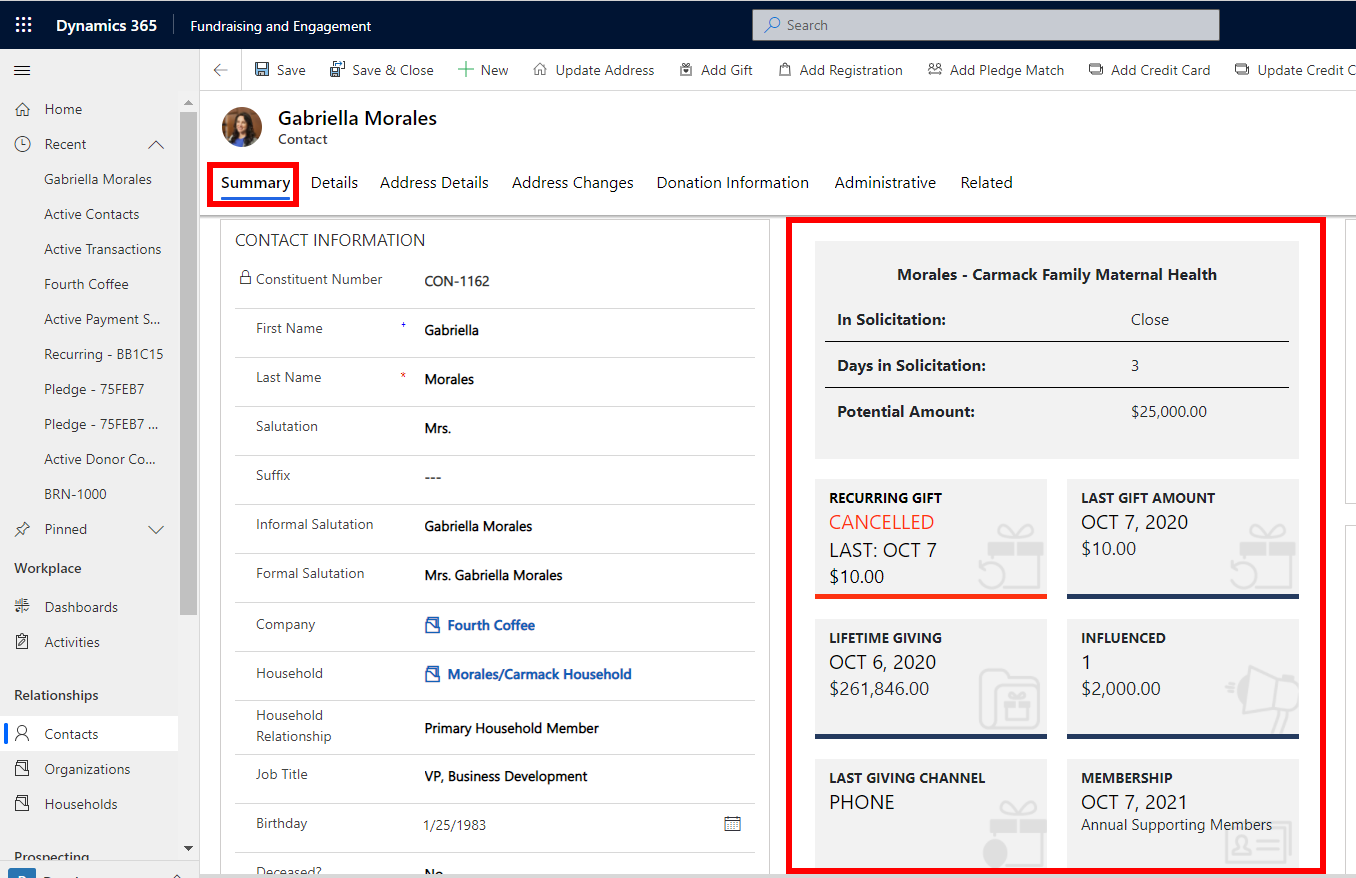 Dynamics 365
Fundraising and Engagement
Search
Save
Save & Close
New
Update Address
Add Gift
Add Registration
Add Pledge Match
Add Credit Card
Update Credit C
Home
Recent
Gabriella Morales
Active Contacts
Active Transactions
Fourth Coffee
Active Payment S...
Recurring - BB1C15
Pledge - 75FEB7
Pledge - 75FEB7 ...
Active Donor Co...
BRN-1000
Pinned
Workplace
Dashboards
Activities
Relationships
Contacts
Organizations
Households
Prospecting
Gabriella Morales
Contact
Summary
Details
Address Details
Address Changes
Donation Information
Administrative
Related
CONTACT INFORMATION
Constituent Number CON-1162
First Name + Gabriella
Last Name * Morales
Salutation Mrs.
Suffix ---
Informal Salutation Gabriella Morales
Formal Salutation Mrs. Gabriella Morales
Company Fourth Coffee
Household Morales/Carmack Household
Household
Relationship Primary Household Member
Job Title VP, Business Development
Birthday 1/25/1983
Deceased? No
Morales - Carmack Family Maternal Health
In Solicitation: Close
Days in Solicitation: 3
Potential Amount: $25,000.00
RECURRING GIFT
CANCELLED
LAST: OCT 7
$10.00
LAST GIFT AMOUNT
OCT 7, 2020
$10.00
LIFETIME GIVING
OCT 6, 2020
$261,846.00
INFLUENCED
1
$2,000.00
LAST GIVING CHANNEL
PHONE
MEMBERSHIP
OCT 7, 2021
Annual Supporting Members